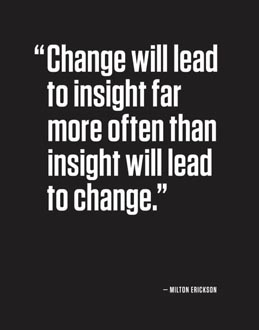 “Change will lead
to insight far
more often than
insight will lead
to change.”
— MILTON ERICKSON